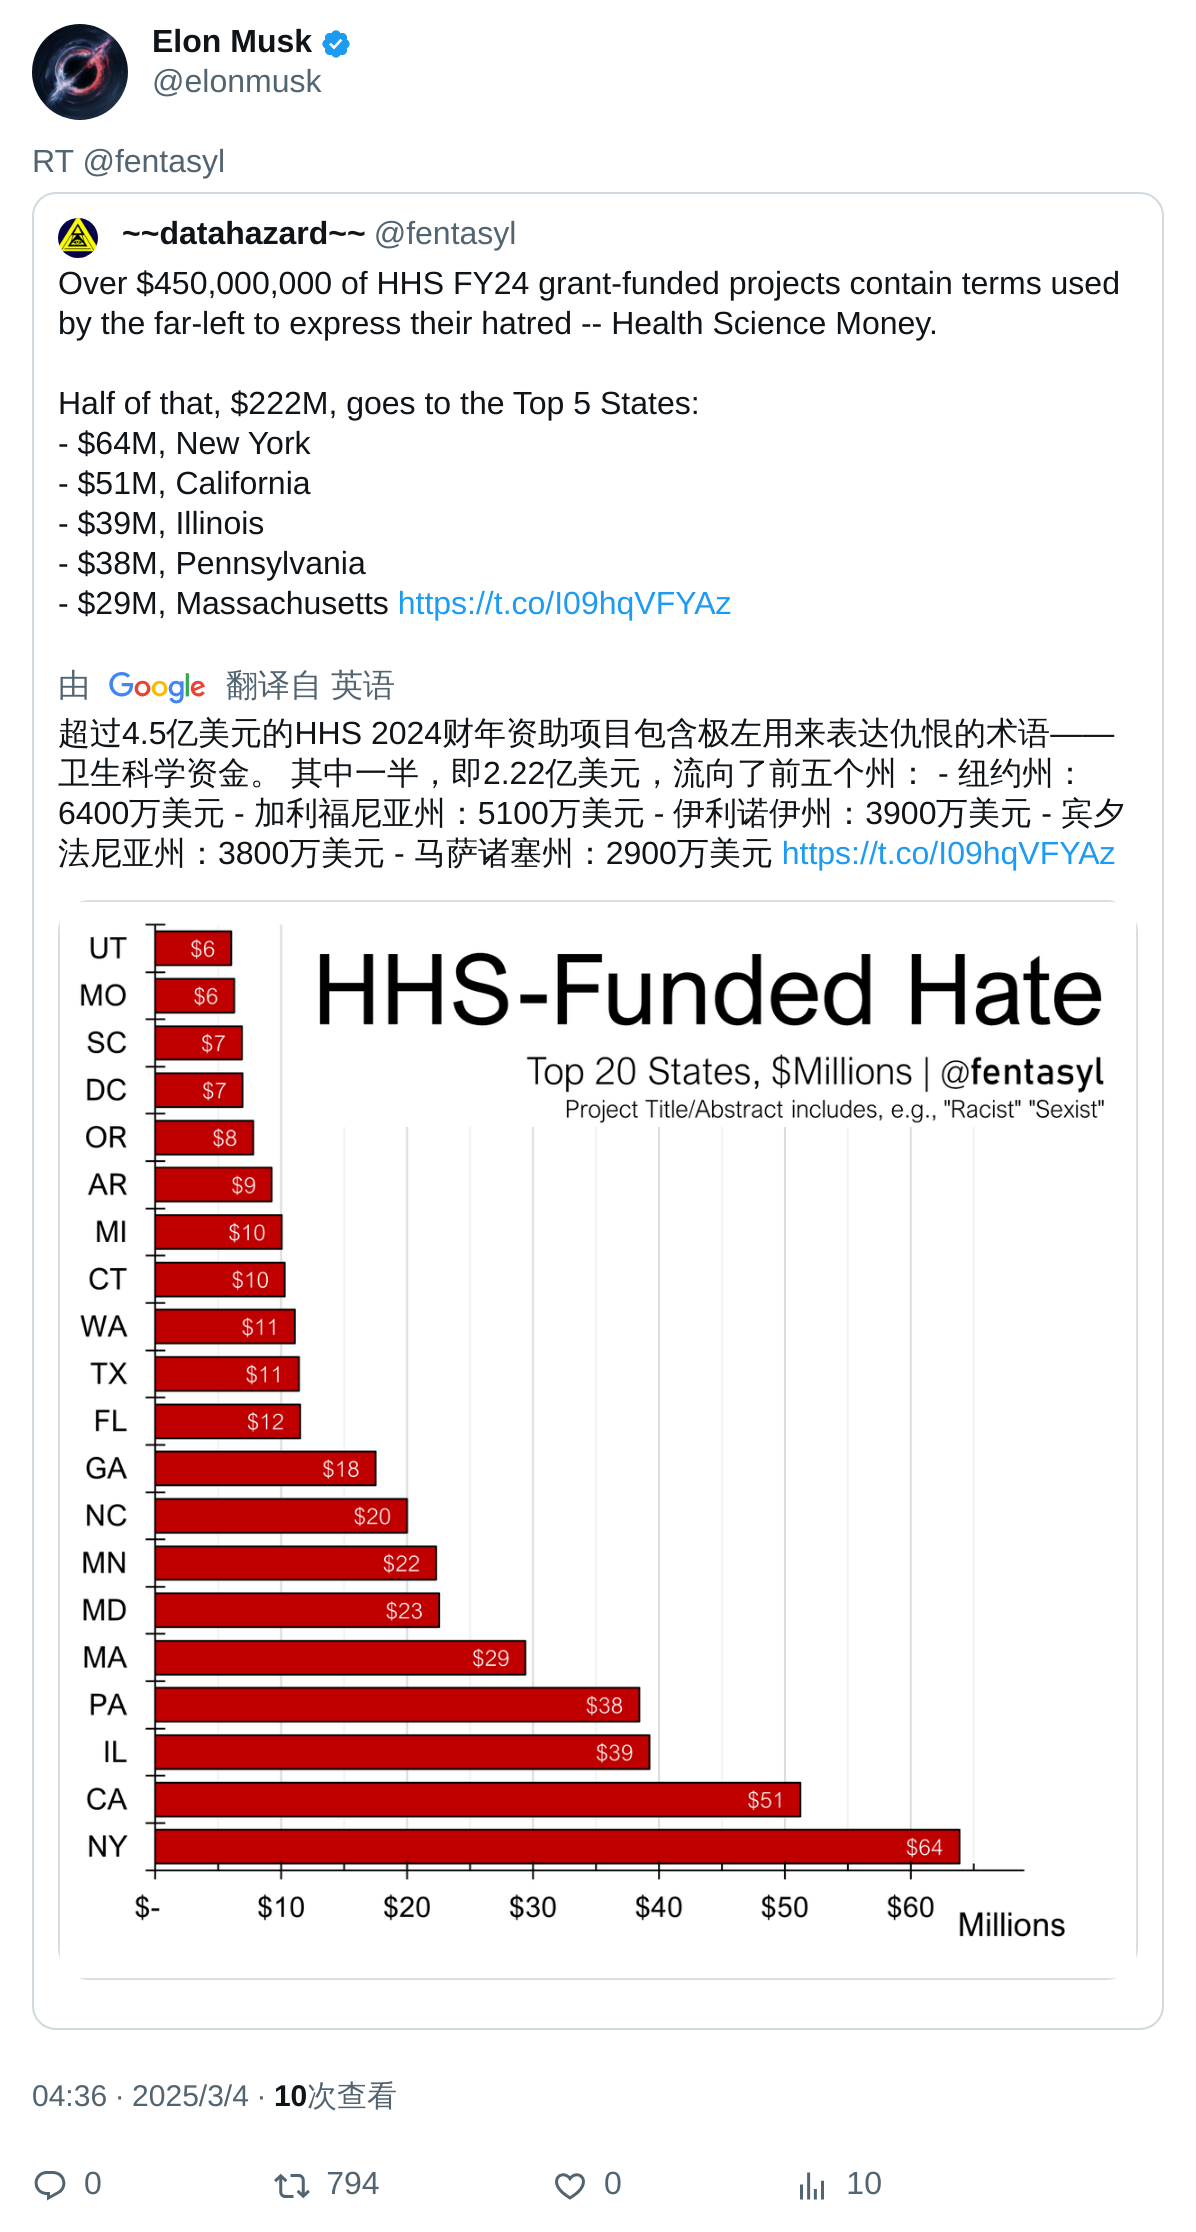 Elon Musk
@elonmusk
RT @fentasyl
~~datahazard~~ @fentasyl
Over $450,000,000 of HHS FY24 grant-funded projects contain terms used
by the far-left to express their hatred -- Health Science Money.
Half of that, $222M, goes to the Top 5 States:
- $64M, New York
- $51M, California
- $39M, Illinois
- $38M, Pennsylvania
- $29M, Massachusetts https://t.co/I09hqVFYAz
由 Google 翻译自 英语
超过4.5亿美元的HHS 2024财年资助项目包含极左用来表达仇恨的术语——
卫生科学资金。 其中一半，即2.22亿美元，流向了前五个州： - 纽约州：
6400万美元 - 加利福尼亚州：5100万美元 - 伊利诺伊州：3900万美元 - 宾夕
法尼亚州：3800万美元 - 马萨诸塞州：2900万美元 https://t.co/I09hqVFYAz
HHS-Funded Hate
Top 20 States, $Millions | @fentasyl
Project Title/Abstract includes, e.g., "Racist" "Sexist"
UT $6
MO $6
SC $7
DC $7
OR $8
AR $9
MI $10
CT $10
WA $11
TX $11
FL $12
GA $18
NC $20
MN $22
MD $23
MA $29
PA $38
IL $39
CA $51
NY $64
$- $10 $20 $30 $40 $50 $60
Millions
04:36 · 2025/3/4 · 10次查看
0 794 0 10